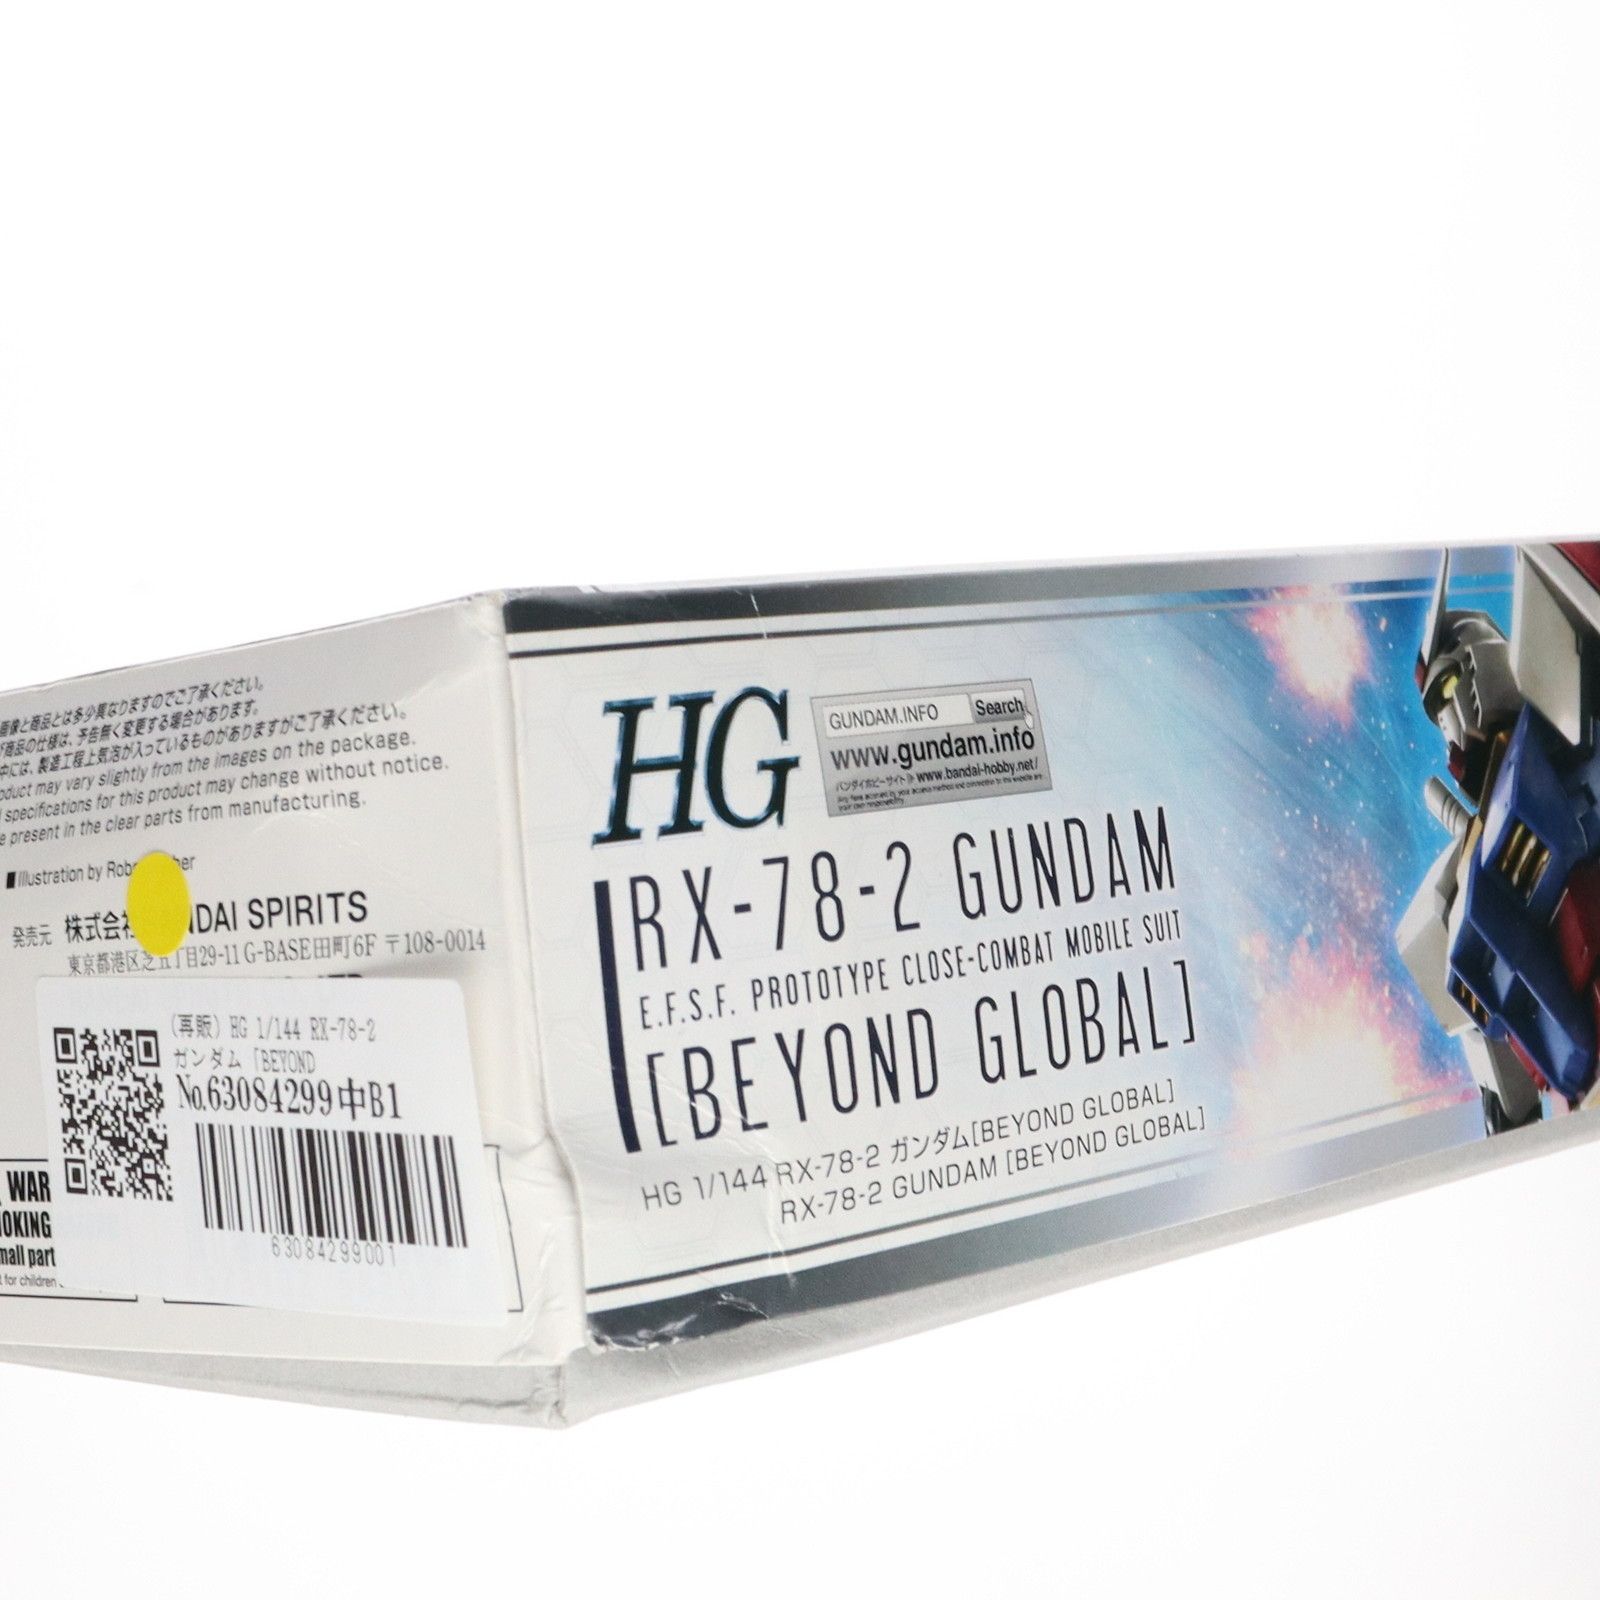 画像と商品とは多少異なりますのでご了承ください。
商品の仕様は、予告無く変更する場合があります。
中には、製造工程上気泡が入っているものがありますがご了承ください。
oduct may vary slightly from the images on the package.
specifications for this product may change without notice.
e present in the clear parts from manufacturing.
■Illustration by Rob her
発売元 株式会 NDAI SPIRITS
東京都港区芝五丁目29-11 G-BASE田町6F 〒108-0014
(再販) HG 1/144 RX-78-2
ガンダム [BEYOND
No.63084299中B1
63084299001
WAR
OKING
mall part
t for children
HG
GUNDAM.INFO Search
www.gundam.info
バンダイホビーサイト www.bandai-hobby.net/
RX-78-2 GUNDAM
E.F.S.F. PROTOTYPE CLOSE-COMBAT MOBILE SUIT
[BEYOND GLOBAL]
HG 1/144 RX-78-2 ガンダム[BEYOND GLOBAL]
RX-78-2 GUNDAM [BEYOND GLOBAL]